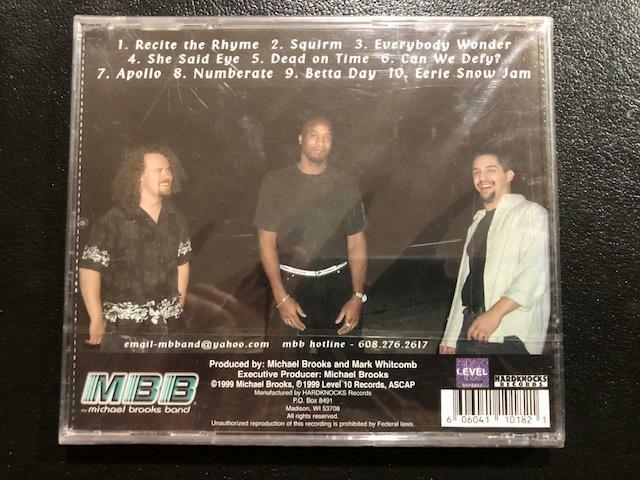 1. Recite the Rhyme 2. Squirm 3. Everybody Wonder
4. She Said Eye 5. Dead on Time 6. Can We Defy?
7. Apollo 8. Numberate 9. Betta Day 10. Eerie Snow Jam
email-mbband@yahoo.com mbb hotline - 608.276.2617
MBB
the michael brooks band
Produced by: Michael Brooks and Mark Whitcomb
Executive Producer: Michael Brooks
©1999 Michael Brooks, ℗1999 Level 10 Records, ASCAP
Manufactured by HARDKNOCKS Records
P.O. Box 8491
Madison, WI 53708
All rights reserved.
Unauthorized reproduction of this recording is prohibited by Federal laws.
LEVEL
HARDKNOCKS
RECORDS
6 06041 10182 1